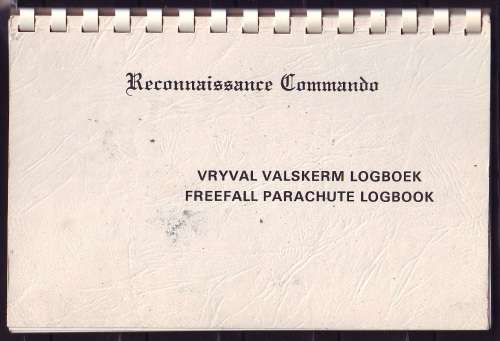 Reconnaissance Commando
VRYVAL VALSKERM LOGBOEK
FREEFALL PARACHUTE LOGBOOK